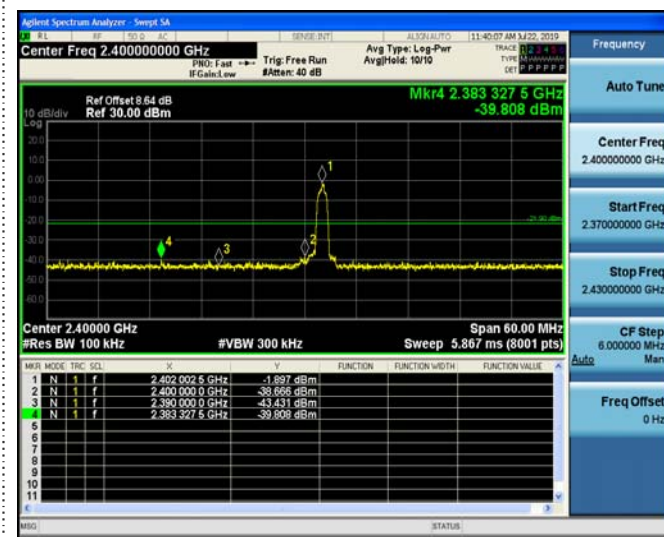 Agilent Spectrum Analyzer - Swept SA
RL RF 50 Ω AC SENSE:INT ALIGN AUTO 11:40:07 AM Jul 22, 2019
Center Freq 2.400000000 GHz
PNO: Fast
IFGain:Low
Trig: Free Run
#Atten: 40 dB
Avg Type: Log-Pwr
Avg|Hold: 10/10
TRACE 1 2 3 4 5 6
TYPE
DET P P P P P P
Ref Offset 8.64 dB
Ref 30.00 dBm
10 dB/div
Log
Mkr4 2.383 327 5 GHz
-39.808 dBm
20.0
10.0
0.00
-10.0
-20.0
-30.0
-40.0
-50.0
-60.0
1
2
3
4
Center 2.40000 GHz
#Res BW 100 kHz
#VBW 300 kHz
Span 60.00 MHz
Sweep 5.867 ms (8001 pts)
MKR MODE TRC SCL X Y FUNCTION FUNCTION WIDTH FUNCTION VALUE
1 N 1 f 2.402 002 5 GHz -1.897 dBm
2 N 1 f 2.400 000 0 GHz -38.666 dBm
3 N 1 f 2.390 000 0 GHz -43.431 dBm
4 N 1 f 2.383 327 5 GHz -39.808 dBm
5
6
7
8
9
10
11
MSG STATUS
Frequency
Auto Tune
Center Freq
2.400000000 GHz
Start Freq
2.370000000 GHz
Stop Freq
2.430000000 GHz
CF Step
6.000000 MHz
Auto Man
Freq Offset
0 Hz